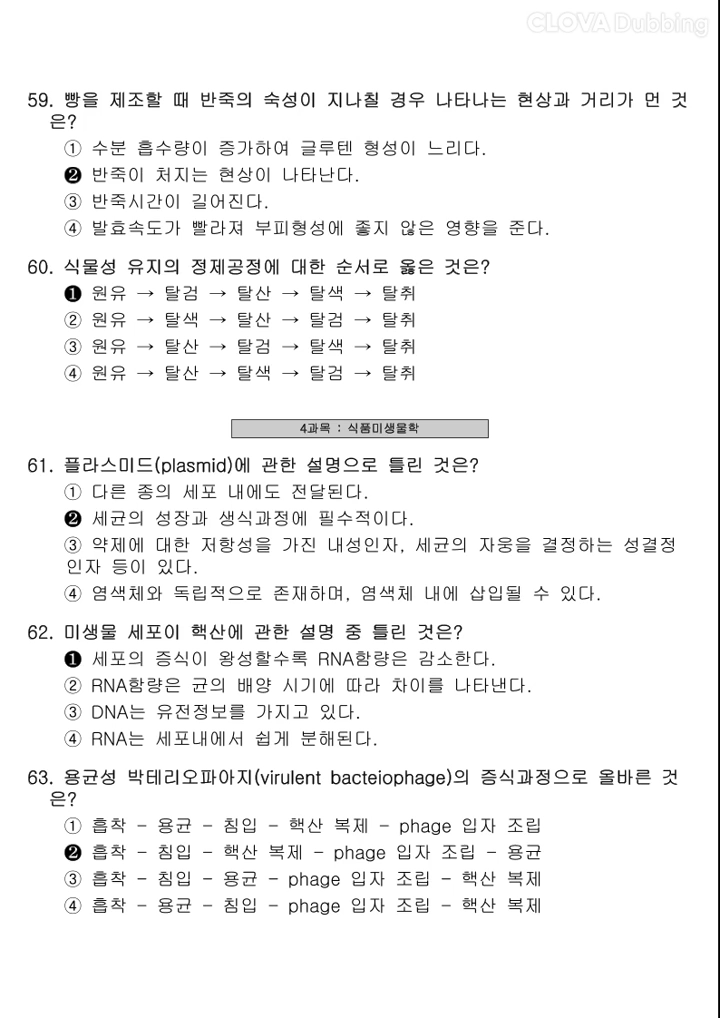 CLOVA Dubbing
59. 빵을 제조할 때 반죽의 숙성이 지나칠 경우 나타나는 현상과 거리가 먼 것
은?
① 수분 흡수량이 증가하여 글루텐 형성이 느리다.
❷ 반죽이 처지는 현상이 나타난다.
③ 반죽시간이 길어진다.
④ 발효속도가 빨라져 부피형성에 좋지 않은 영향을 준다.
60. 식물성 유지의 정제공정에 대한 순서로 옳은 것은?
❶ 원유 → 탈검 → 탈산 → 탈색 → 탈취
② 원유 → 탈색 → 탈산 → 탈검 → 탈취
③ 원유 → 탈산 → 탈검 → 탈색 → 탈취
④ 원유 → 탈산 → 탈색 → 탈검 → 탈취
4과목 : 식품미생물학
61. 플라스미드(plasmid)에 관한 설명으로 틀린 것은?
① 다른 종의 세포 내에도 전달된다.
❷ 세균의 성장과 생식과정에 필수적이다.
③ 약제에 대한 저항성을 가진 내성인자, 세균의 자웅을 결정하는 성결정
인자 등이 있다.
④ 염색체와 독립적으로 존재하며, 염색체 내에 삽입될 수 있다.
62. 미생물 세포이 핵산에 관한 설명 중 틀린 것은?
❶ 세포의 증식이 왕성할수록 RNA함량은 감소한다.
② RNA함량은 균의 배양 시기에 따라 차이를 나타낸다.
③ DNA는 유전정보를 가지고 있다.
④ RNA는 세포내에서 쉽게 분해된다.
63. 용균성 박테리오파아지(virulent bacteiophage)의 증식과정으로 올바른 것
은?
① 흡착 - 용균 - 침입 - 핵산 복제 - phage 입자 조립
❷ 흡착 - 침입 - 핵산 복제 - phage 입자 조립 - 용균
③ 흡착 - 침입 - 용균 - phage 입자 조립 - 핵산 복제
④ 흡착 - 용균 - 침입 - phage 입자 조립 - 핵산 복제